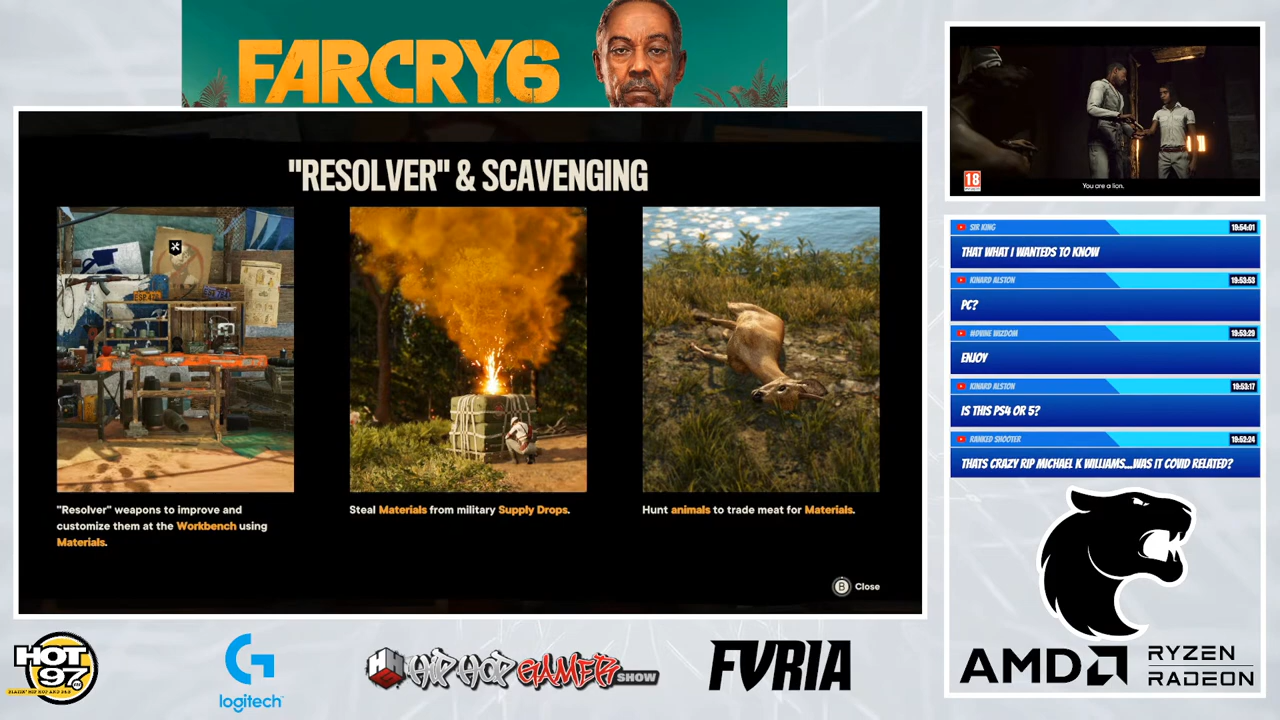 FARCRY6
"RESOLVER" & SCAVENGING
"Resolver" weapons to improve and
customize them at the Workbench using
Materials.
Steal Materials from military Supply Drops.
Hunt animals to trade meat for Materials.
B Close
18
You are a lion.
SIR KING 19:54:01
THAT WHAT I WANTEDS TO KNOW
KINARD ALSTON 19:53:53
PC?
#DVINE WIZDOM 19:53:29
ENJOY
KINARD ALSTON 19:53:17
IS THIS PS4 OR 5?
RANKED SHOOTER 19:52:24
THATS CRAZY RIP MICHAEL K WILLIAMS...WAS IT COVID RELATED?
HOT
97
logitech
HIP HOP GAMER SHOW
FURIA
AMD
RYZEN
RADEON